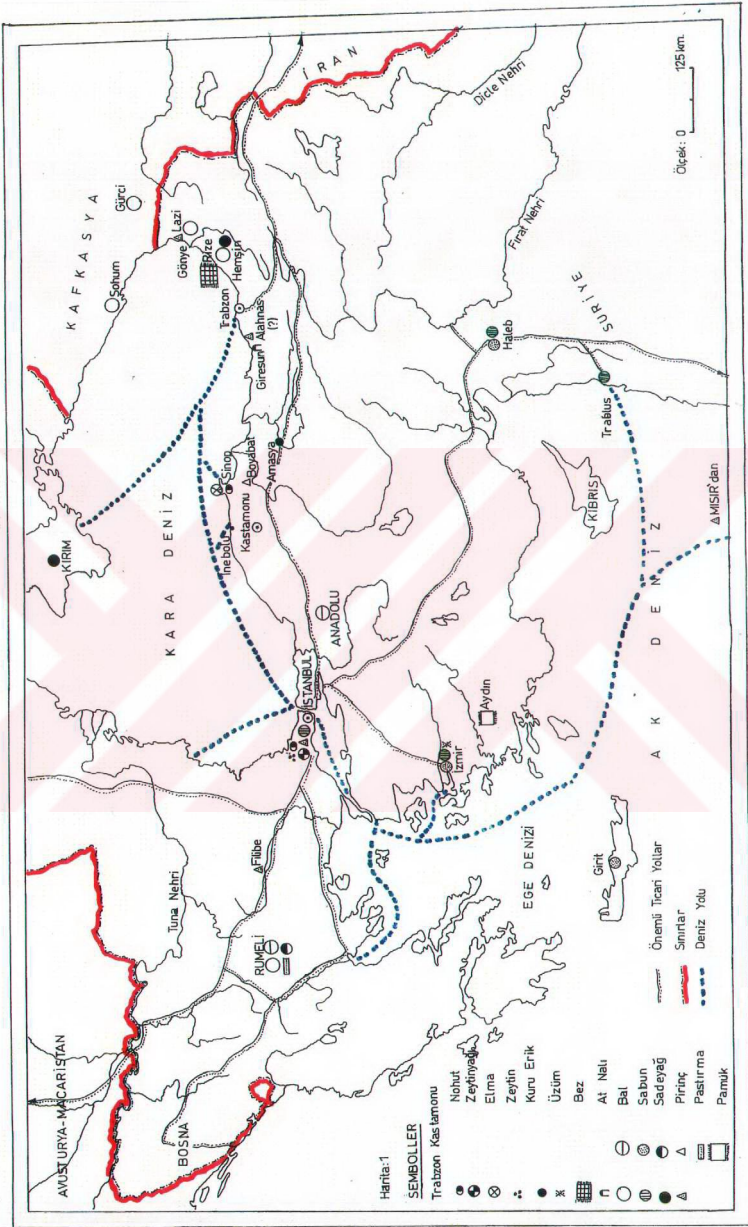 AVUSTURYA-MACARİSTAN
BOSNA
Tuna Nehri
RUMELİ
Filibe
İSTANBUL
KARA DENİZ
KIRIM
KAFKASYA
Sohum
Gürci
Lazi
Gönye
Rize
Hemşin
Trabzon
Giresun
Alahnas
(?)
Sinop
İnebolu
Boyabat
Kastamonu
Amasya
ANADOLU
İRAN
Dicle Nehri
Fırat Nehri
SURİYE
Haleb
Trablus
KIBRIS
MISIR'dan
AKDENİZ
İzmir
Aydın
EGE DENİZİ
Girit
Ölçek: 0 125 km.
Harita:1
SEMBOLLER
Trabzon Kastamonu
Nohut
Zeytinyağı
Elma
Zeytin
Kuru Erik
Üzüm
Bez
At Nalı
Bal
Sabun
Sadeyağ
Pirinç
Pastırma
Pamuk
Önemli Ticari Yollar
Sınırlar
Deniz Yolu